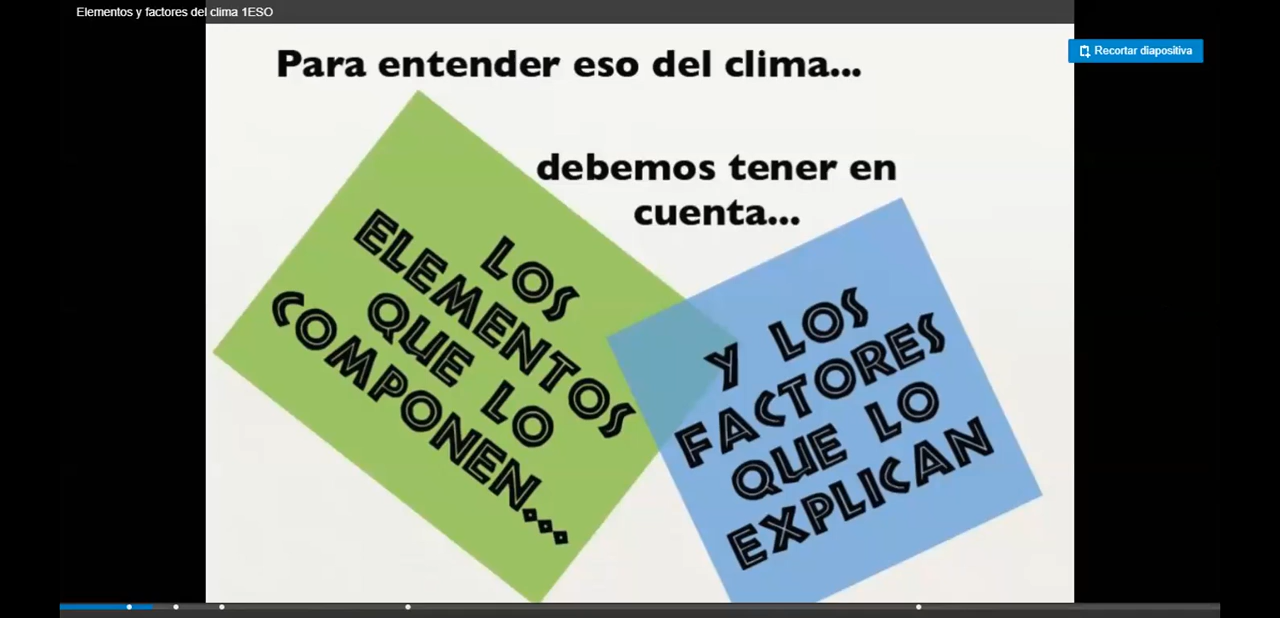 Elementos y factores del clima 1ESO
Recortar diapositiva
Para entender eso del clima...
debemos tener en
cuenta...
LOS
ELEMENTOS
QUE LO
COMPONEN...
Y LOS
FACTORES
QUE LO
EXPLICAN